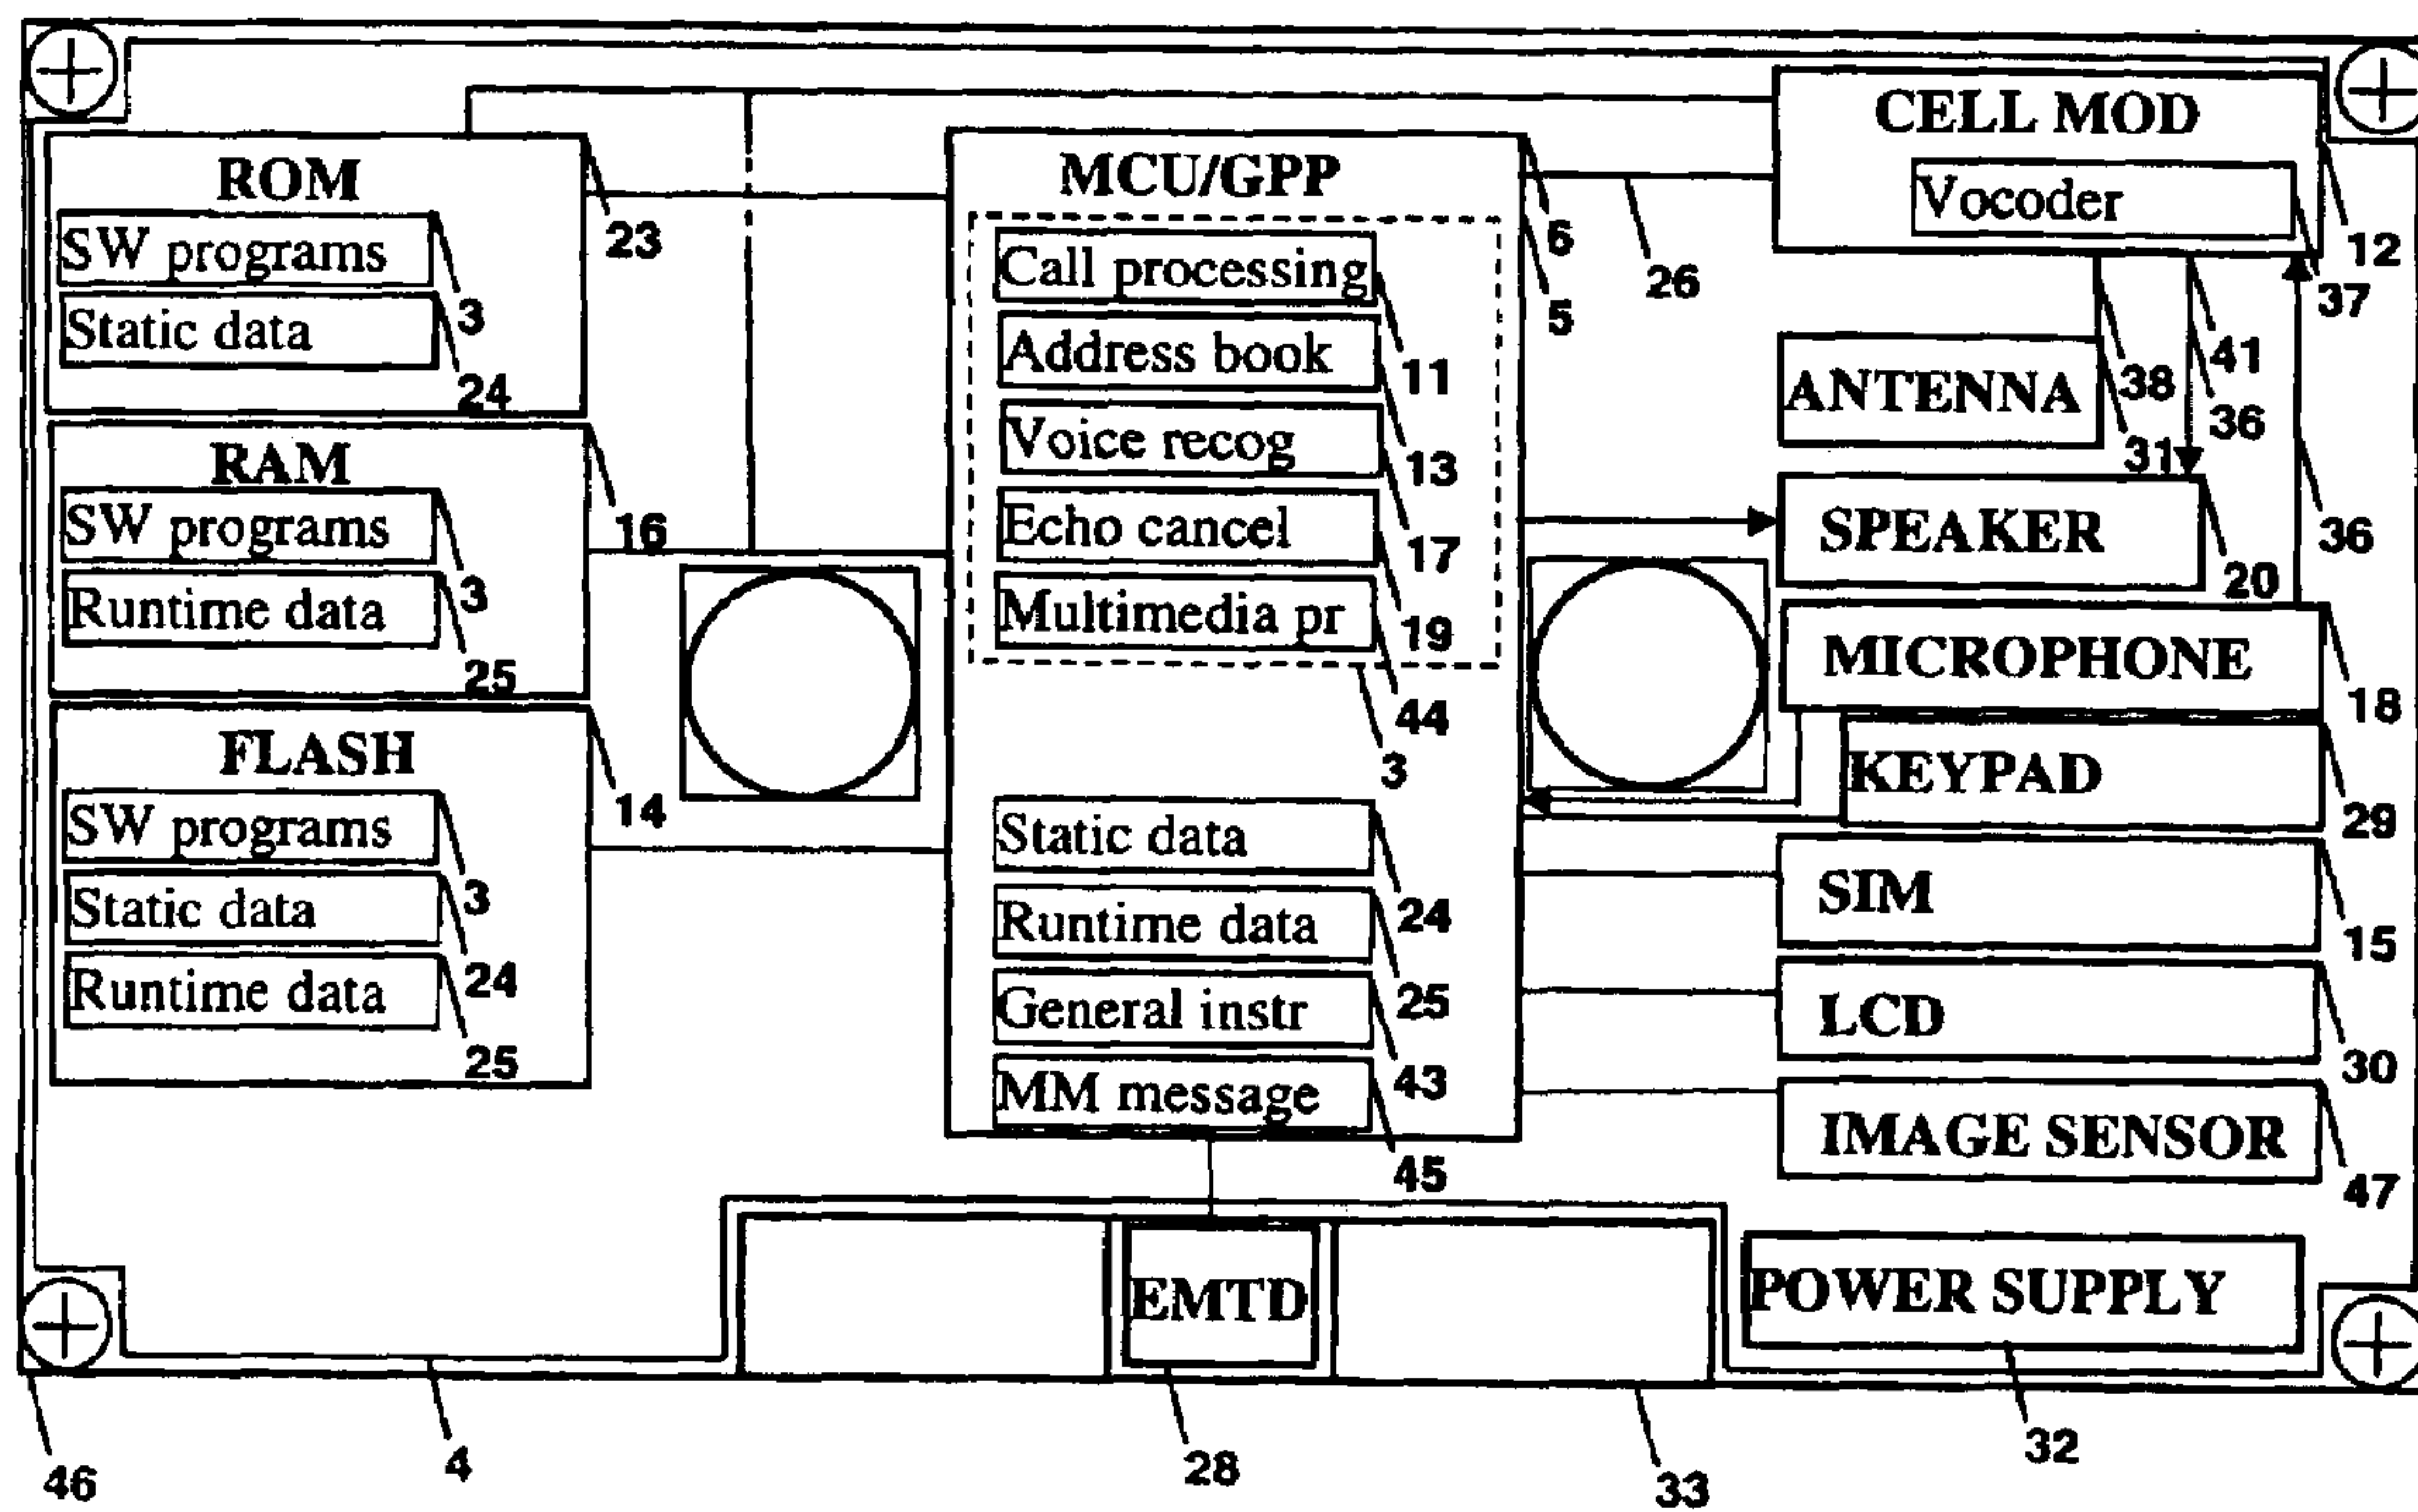 ROM
SW programs
3
Static data
24
23
RAM
SW programs
3
Runtime data
25
16
FLASH
SW programs
3
Static data
24
Runtime data
25
14
MCU/GPP
6
5
Call processing
11
Address book
13
Voice recog
17
Echo cancel
19
Multimedia pr
44
3
Static data
24
Runtime data
25
General instr
43
MM message
45
26
CELL MOD
Vocoder
12
37
38
41
36
ANTENNA
31
36
SPEAKER
20
MICROPHONE
18
KEYPAD
29
SIM
15
LCD
30
IMAGE SENSOR
47
EMTD
POWER SUPPLY
46
4
28
33
32